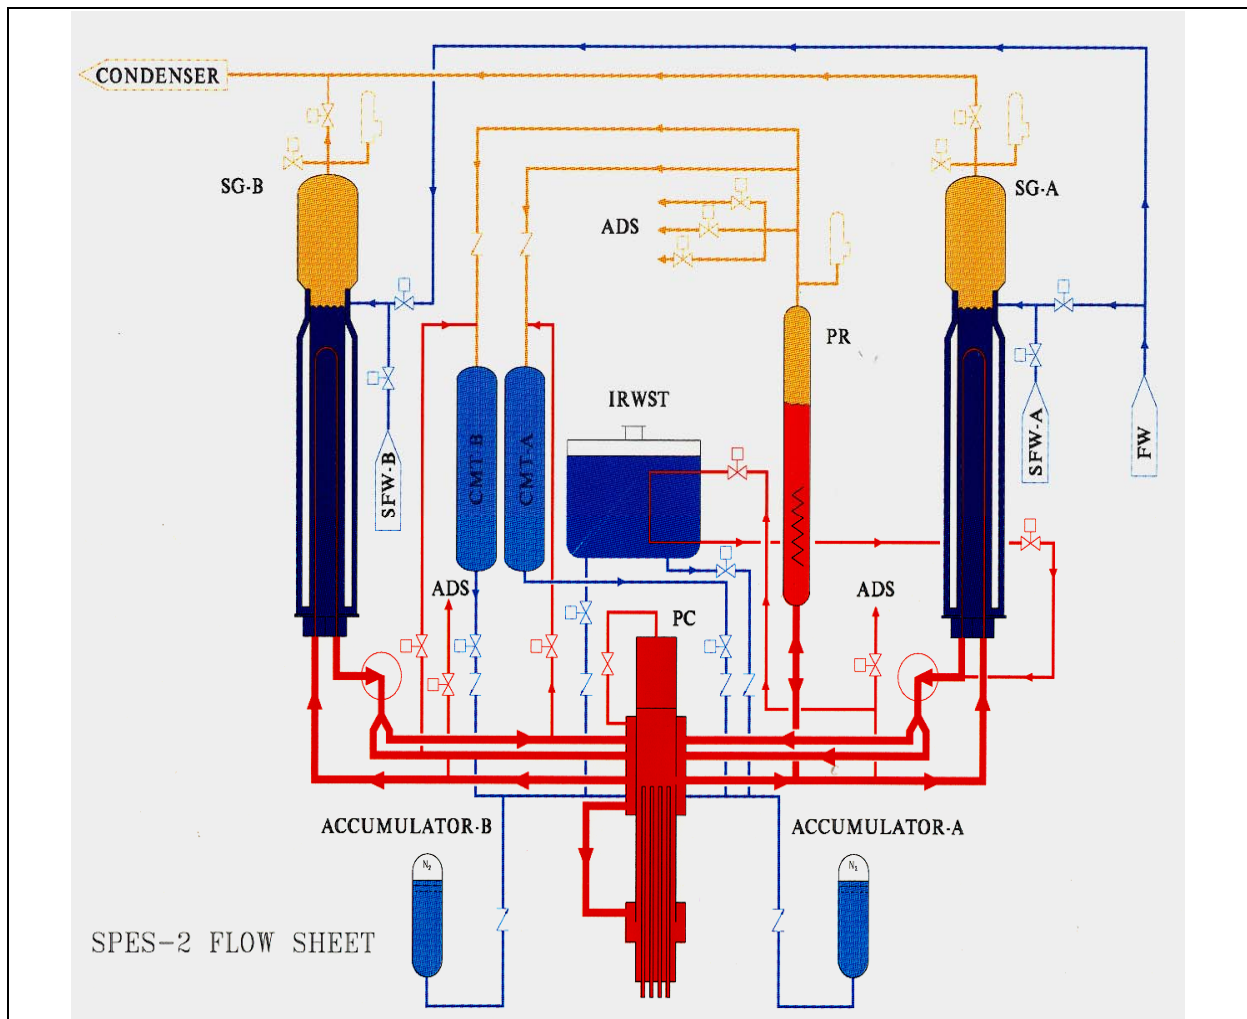 CONDENSER
SG-B
SG-A
ADS
PR
IRWST
CMT-B
CMT-A
SFW-B
SFW-A
FW
ADS
PC
ADS
ACCUMULATOR-B
ACCUMULATOR-A
N₂
SPES-2 FLOW SHEET